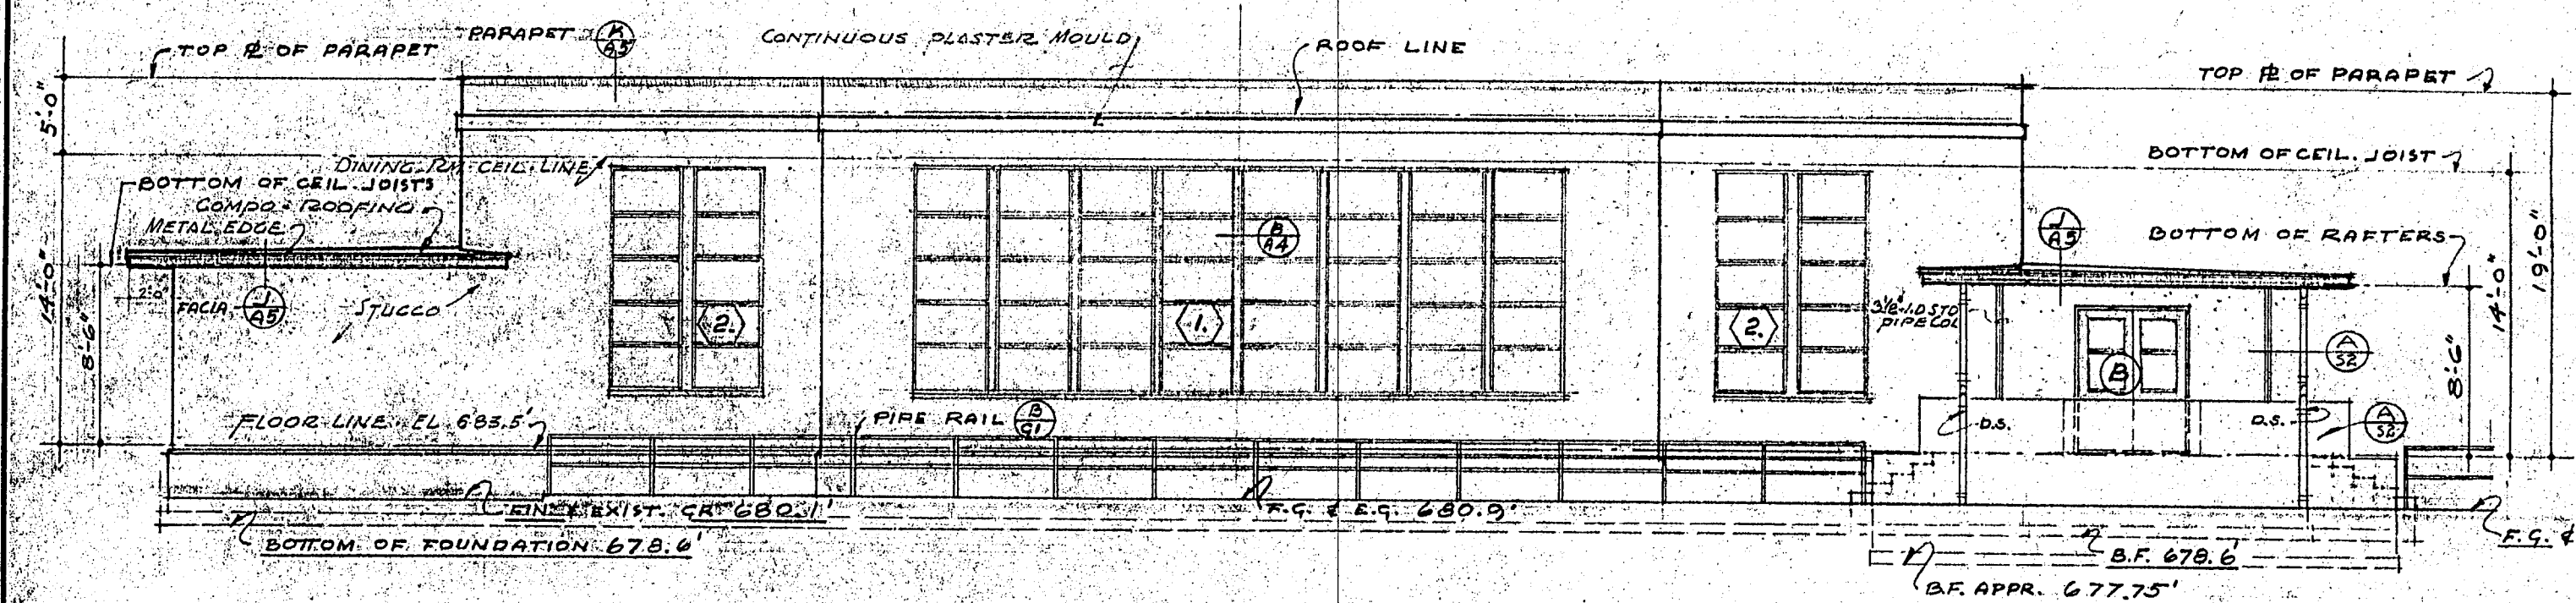 TOP PL OF PARAPET
PARAPET
K
A5
CONTINUOUS PLASTER MOULD
ROOF LINE
TOP PL OF PARAPET
5'-0"
DINING RM CEIL. LINE
BOTTOM OF CEIL. JOIST
BOTTOM OF CEIL. JOISTS
COMPO. ROOFING
METAL EDGE
B
A4
J
A5
BOTTOM OF RAFTERS
14'-0"
8'-6"
2'-0"
FACIA
J
A5
STUCCO
2.
1.
2.
3½" I.D STD
PIPE COL
B
A
S2
8'-6"
14'-0"
19'-0"
FLOOR LINE EL 683.5'
PIPE RAIL
B
G1
D.S.
D.S.
A
S2
FIN & EXIST. GR 680.1'
F.G. & E.G. 680.9'
F.G. &
BOTTOM OF FOUNDATION 678.6'
B.F. 678.6
B.F. APPR. 677.75'